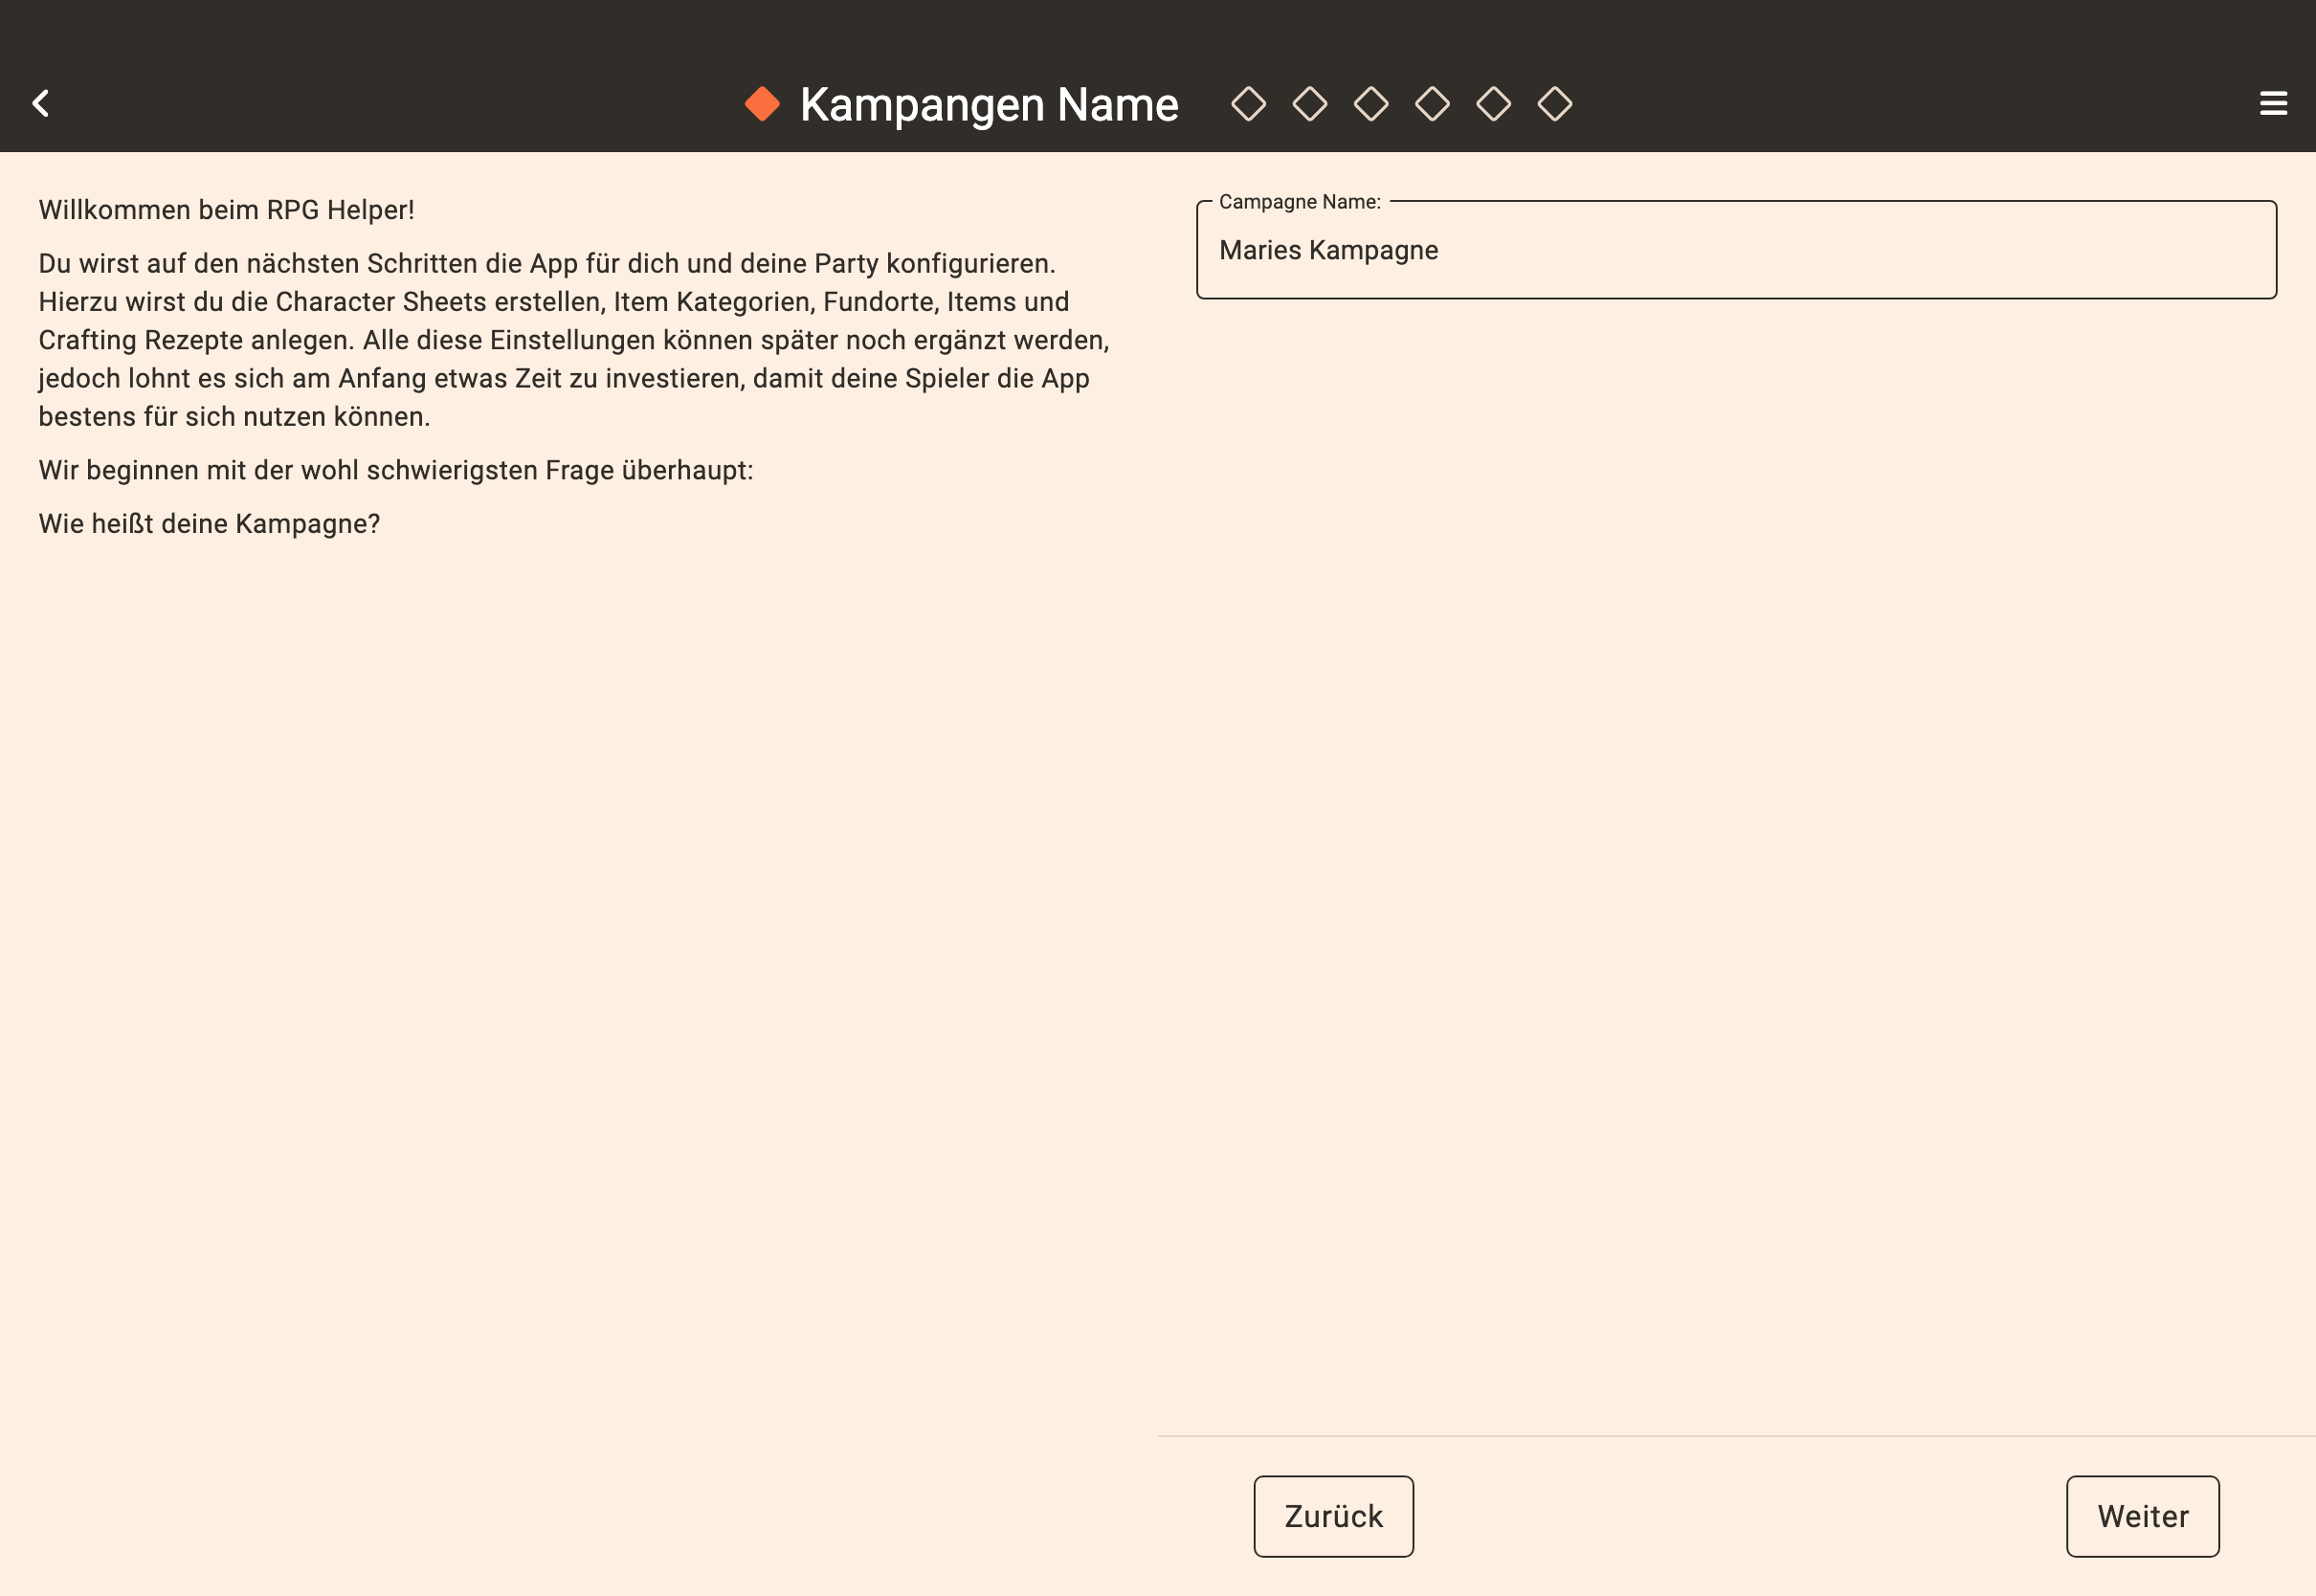 Kampangen Name
Willkommen beim RPG Helper!
Du wirst auf den nächsten Schritten die App für dich und deine Party konfigurieren.
Hierzu wirst du die Character Sheets erstellen, Item Kategorien, Fundorte, Items und
Crafting Rezepte anlegen. Alle diese Einstellungen können später noch ergänzt werden,
jedoch lohnt es sich am Anfang etwas Zeit zu investieren, damit deine Spieler die App
bestens für sich nutzen können.
Wir beginnen mit der wohl schwierigsten Frage überhaupt:
Wie heißt deine Kampagne?
Campagne Name:
Maries Kampagne
Zurück
Weiter